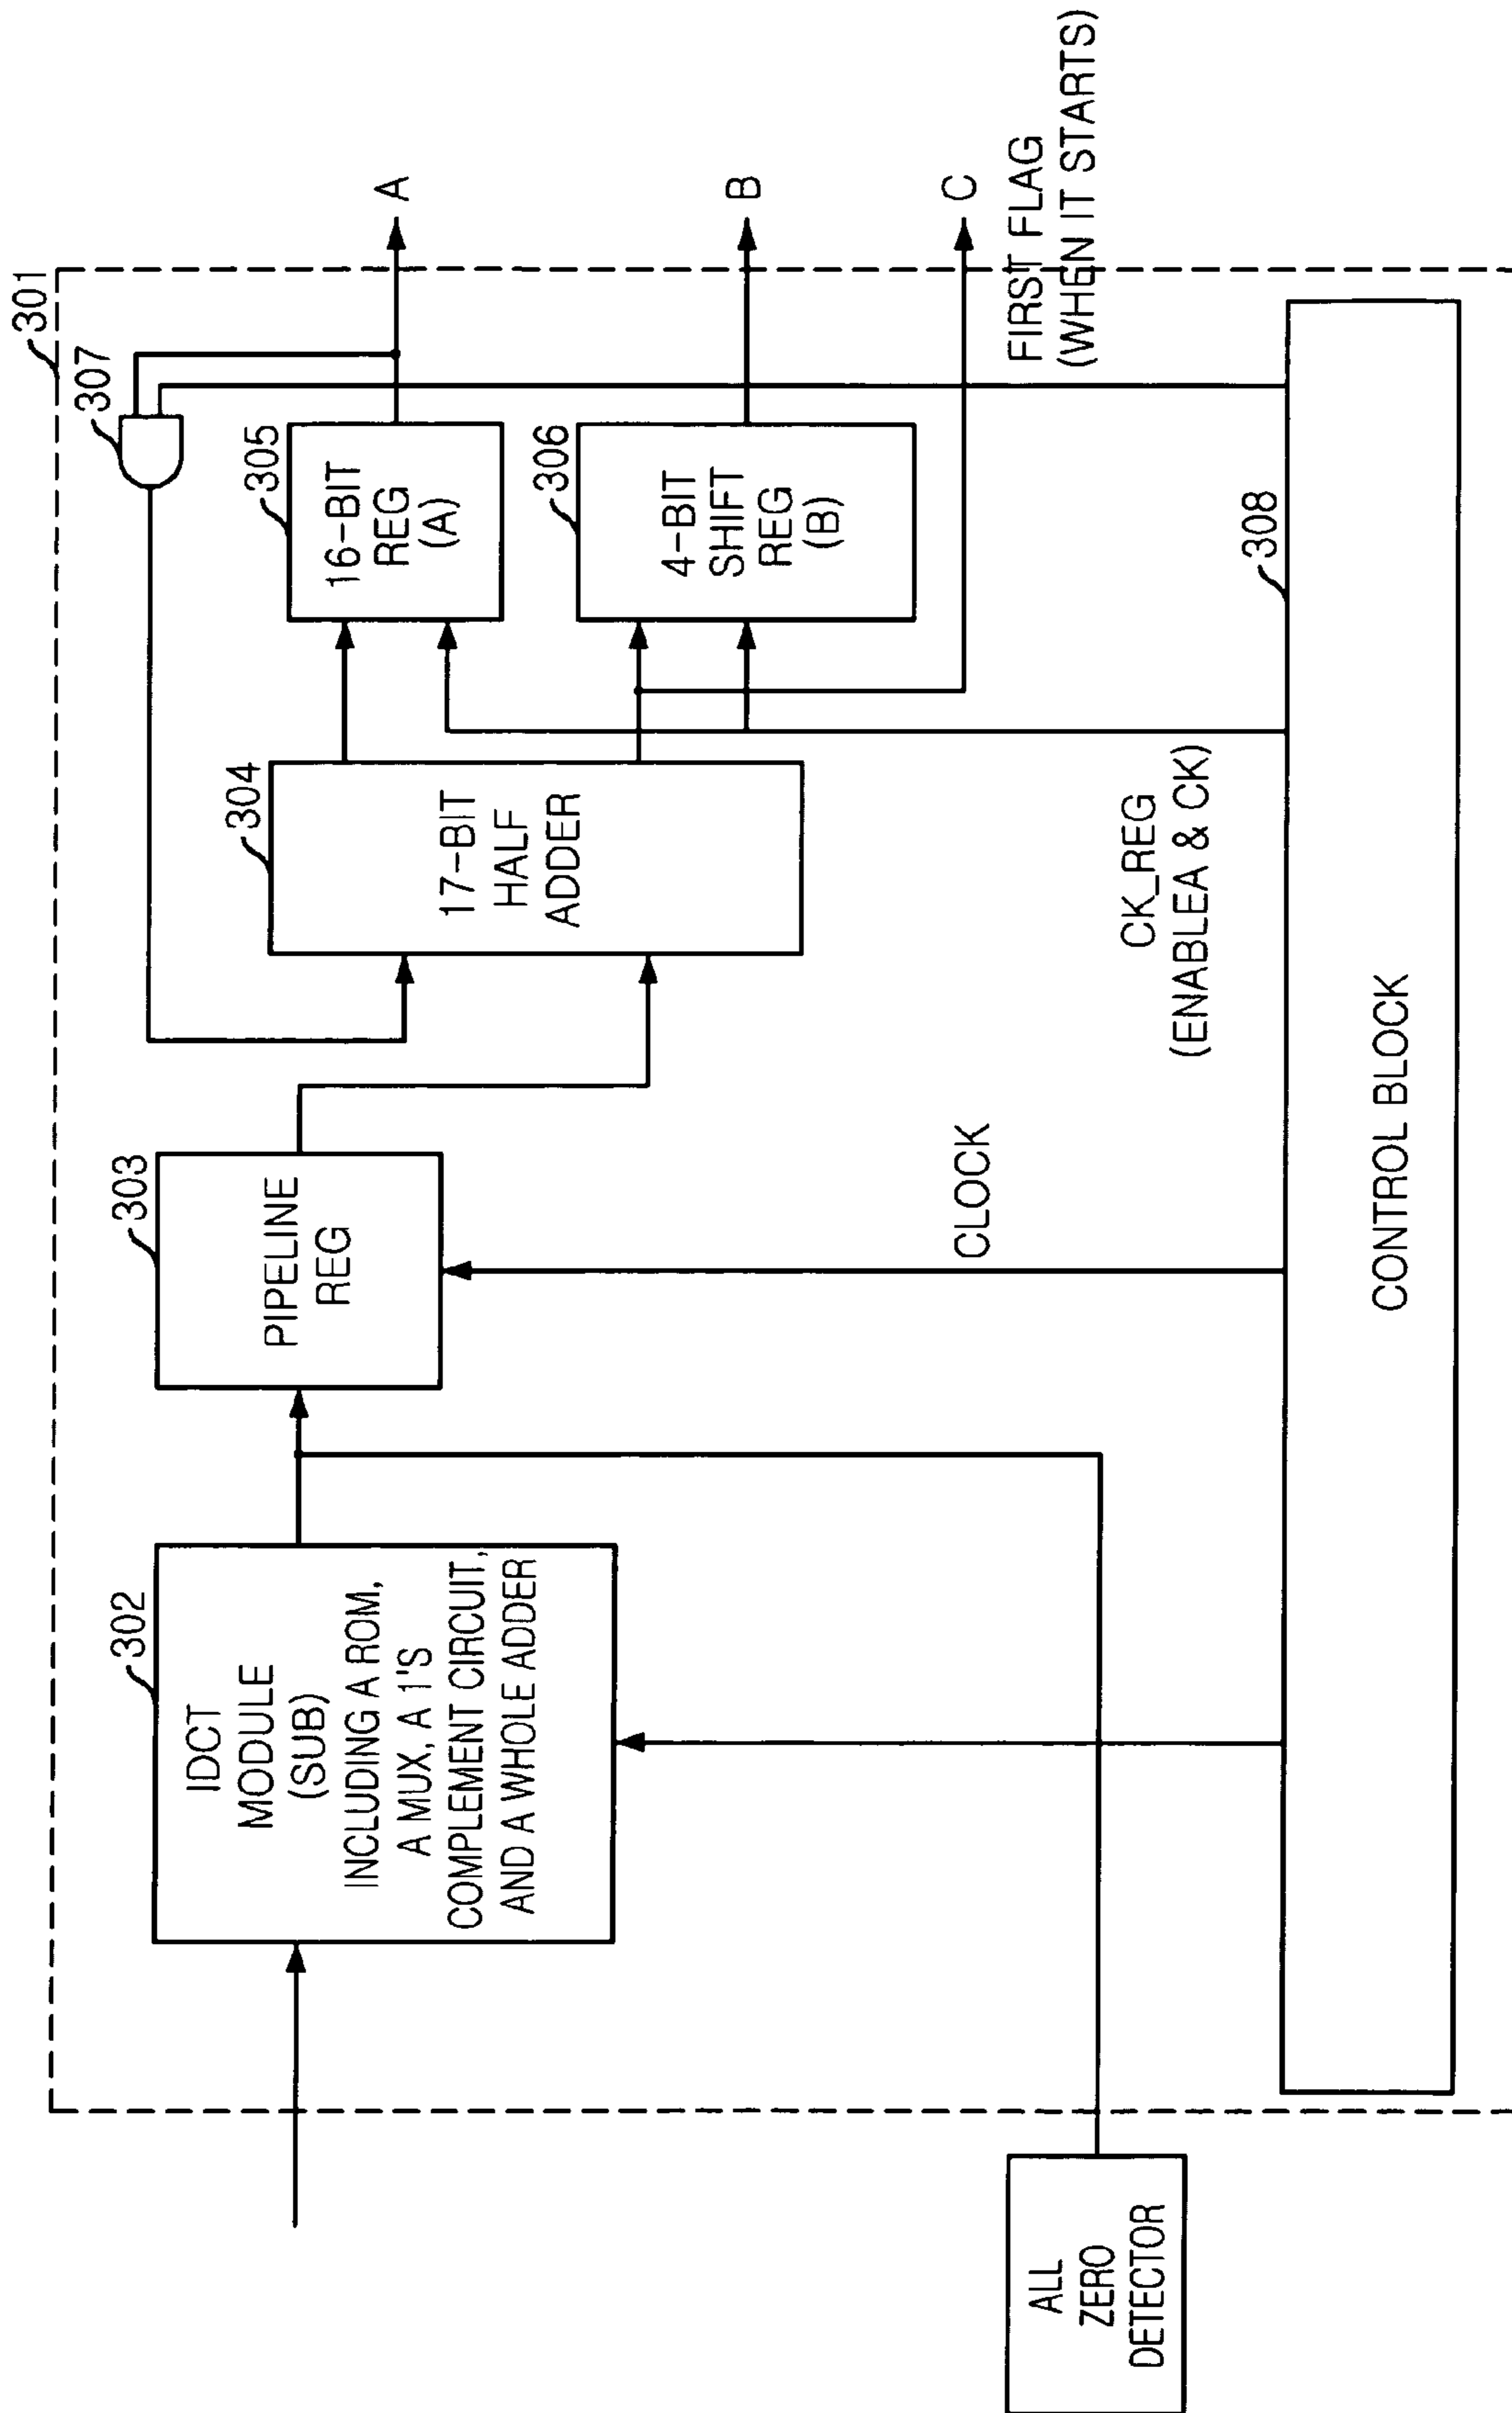 301
302
IDCT
MODULE
(SUB)
INCLUDING A ROM,
A MUX, A 1'S
COMPLEMENT CIRCUIT,
AND A WHOLE ADDER
303
PIPELINE
REG
304
17-BIT
HALF
ADDER
307
305
16-BIT
REG
(A)
306
4-BIT
SHIFT
REG
(B)
A
B
C
FIRST FLAG
(WHEN IT STARTS)
ALL
ZERO
DETECTOR
CLOCK
CK_REG
(ENABLEA & CK)
308
CONTROL BLOCK